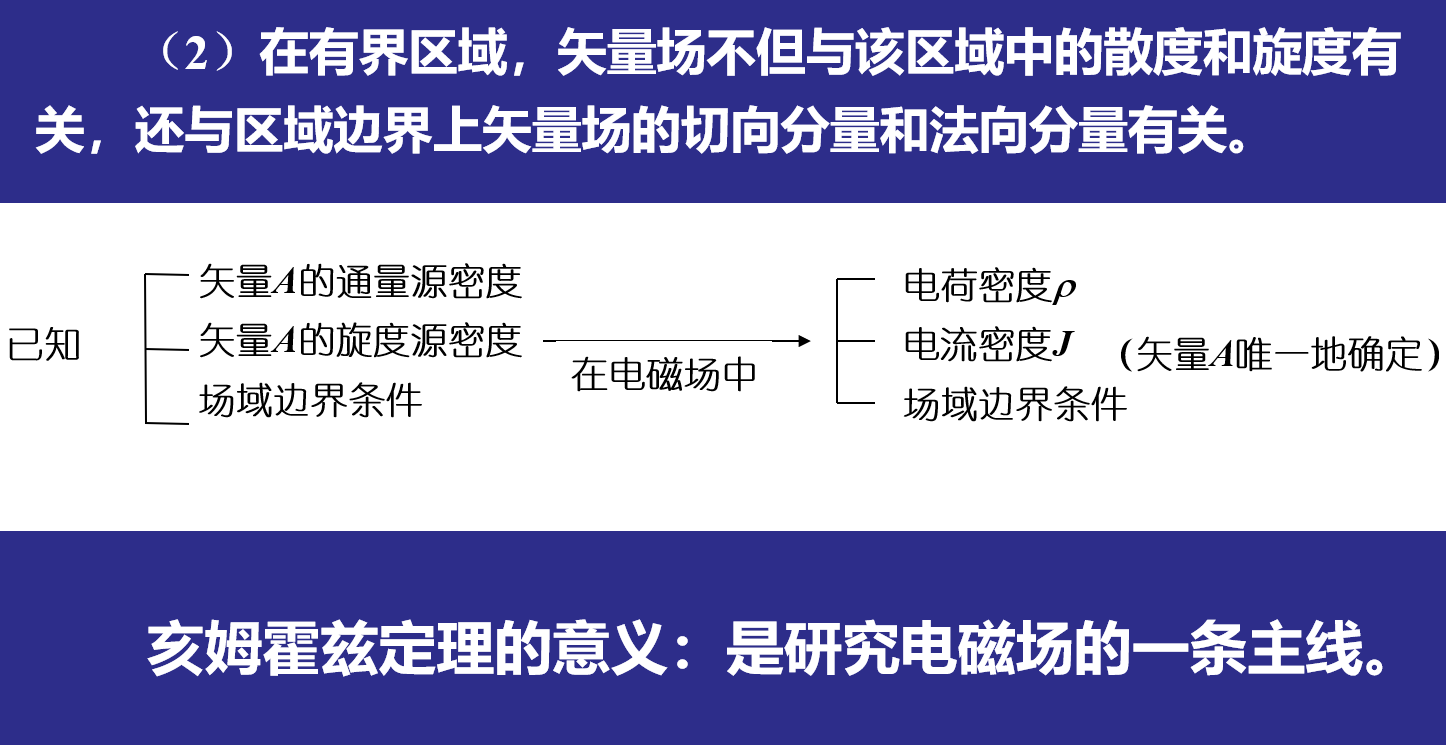 （2）在有界区域，矢量场不但与该区域中的散度和旋度有
关，还与区域边界上矢量场的切向分量和法向分量有关。
已知
矢量A的通量源密度
矢量A的旋度源密度
场域边界条件
在电磁场中
电荷密度ρ
电流密度J
场域边界条件
(矢量A唯一地确定)
亥姆霍兹定理的意义：是研究电磁场的一条主线。